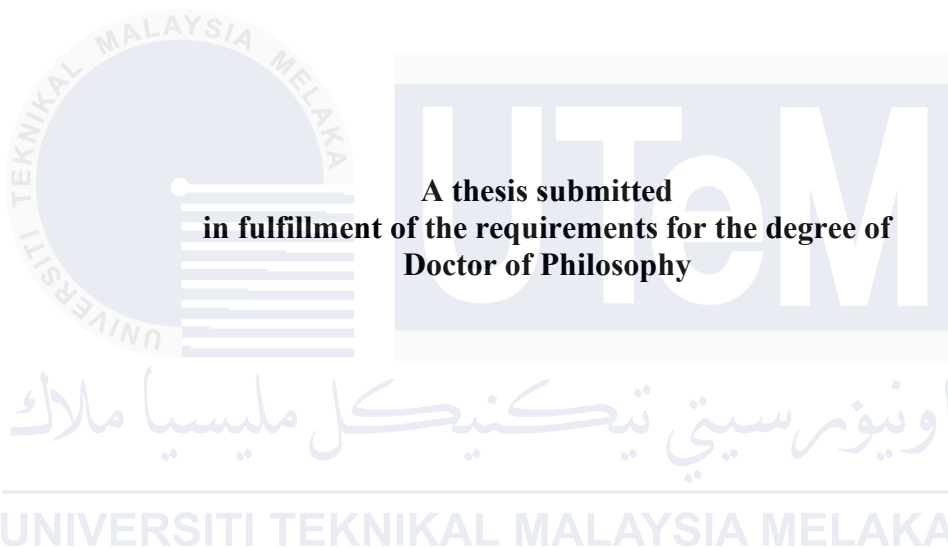 UNIVERSITI TEKNIKAL MALAYSIA MELAKA
UTeM
A thesis submitted
in fulfillment of the requirements for the degree of
Doctor of Philosophy
اونيۏرسيتي تيكنيكل مليسيا ملاك
UNIVERSITI TEKNIKAL MALAYSIA MELAKA